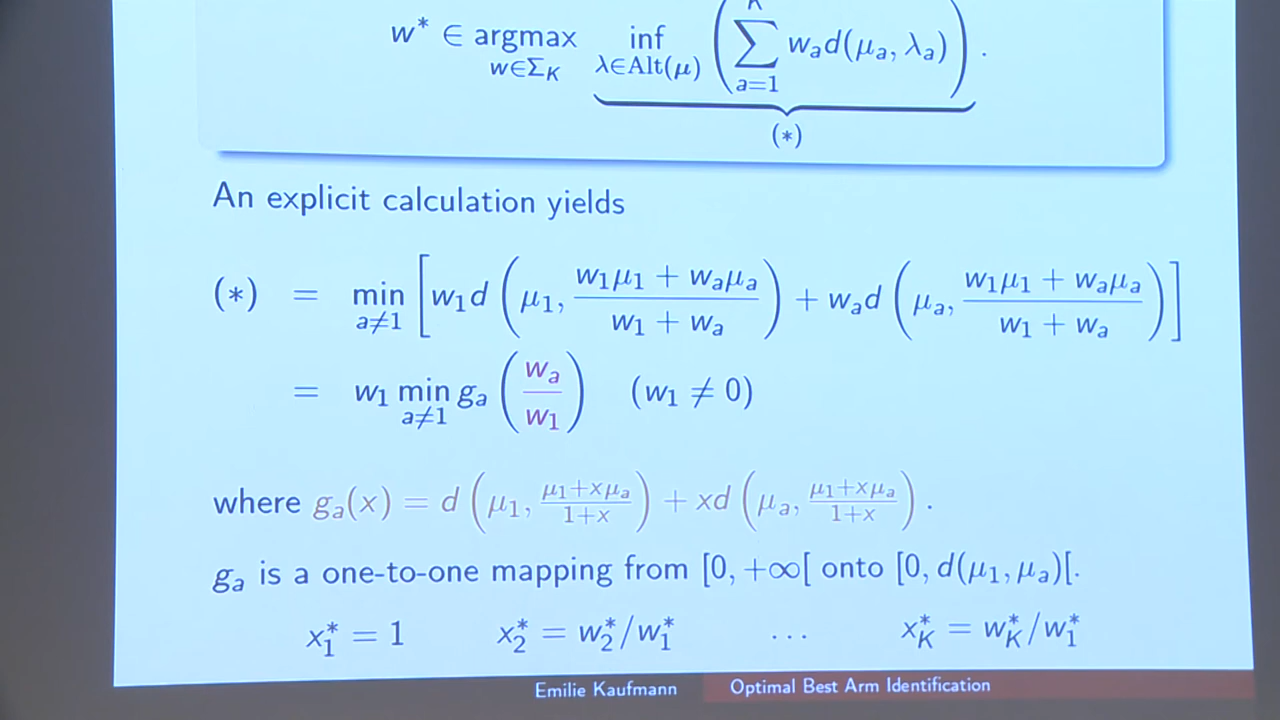 w* ∈ argmax_{w∈Σ_K} inf_{λ∈Alt(μ)} ( ∑_{a=1} w_a d(μ_a, λ_a) ) .
(∗)
An explicit calculation yields
(∗) = min_{a≠1} [ w_1 d ( μ_1, (w_1μ_1 + w_aμ_a)/(w_1 + w_a) ) + w_a d ( μ_a, (w_1μ_1 + w_aμ_a)/(w_1 + w_a) ) ]
= w_1 min_{a≠1} g_a ( w_a/w_1 ) (w_1 ≠ 0)
where g_a(x) = d ( μ_1, (μ_1+xμ_a)/(1+x) ) + xd ( μ_a, (μ_1+xμ_a)/(1+x) ) .
g_a is a one-to-one mapping from [0, +∞[ onto [0, d(μ_1, μ_a)[.
x_1* = 1 x_2* = w_2*/w_1* ... x_K* = w_K*/w_1*
Emilie Kaufmann Optimal Best Arm Identification